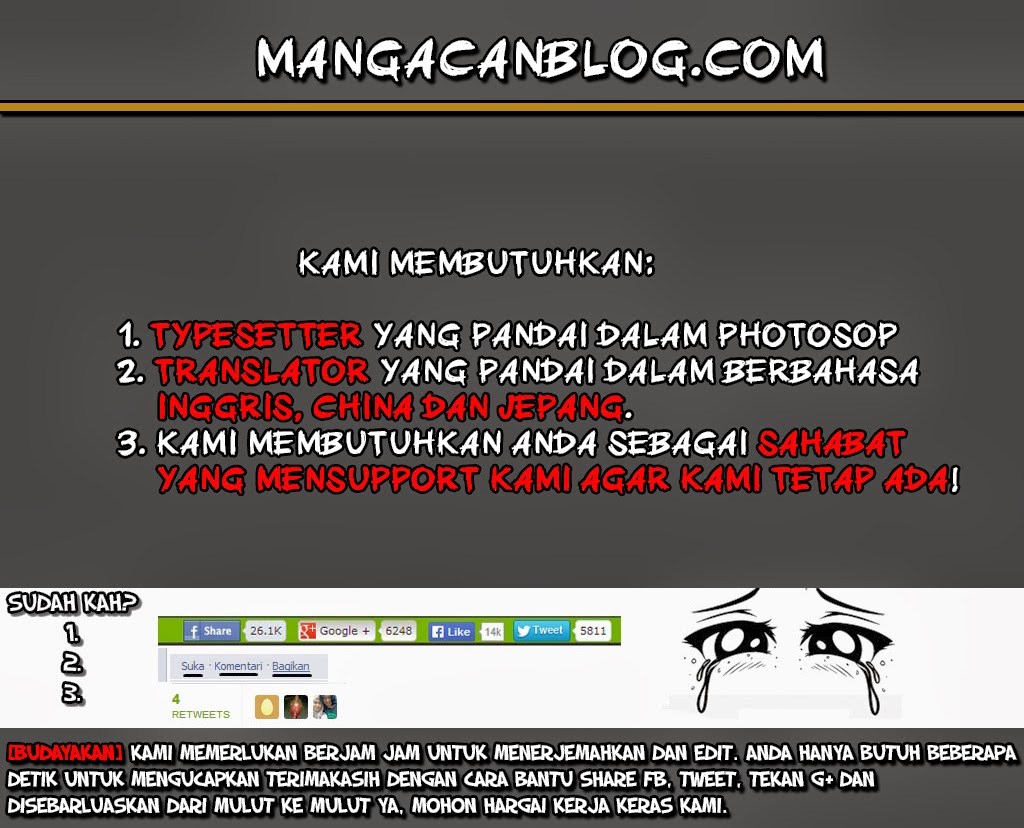 MANGACANBLOG.COM
KAMI MEMBUTUHKAN:
1. TYPESETTER YANG PANDAI DALAM PHOTOSOP
2. TRANSLATOR YANG PANDAI DALAM BERBAHASA
INGGRIS, CHINA DAN JEPANG.
3. KAMI MEMBUTUHKAN ANDA SEBAGAI SAHABAT
YANG MENSUPPORT KAMI AGAR KAMI TETAP ADA!
SUDAH KAH?
1.
Share 26.1K Google + 6248 Like 14k Tweet 5811
2.
Suka · Komentari · Bagikan
3.
4
RETWEETS
[BUDAYAKAN] KAMI MEMERLUKAN BERJAM JAM UNTUK MENERJEMAHKAN DAN EDIT. ANDA HANYA BUTUH BEBERAPA
DETIK UNTUK MENGUCAPKAN TERIMAKASIH DENGAN CARA BANTU SHARE FB, TWEET, TEKAN G+ DAN
DISEBARLUASKAN DARI MULUT KE MULUT YA, MOHON HARGAI KERJA KERAS KAMI.